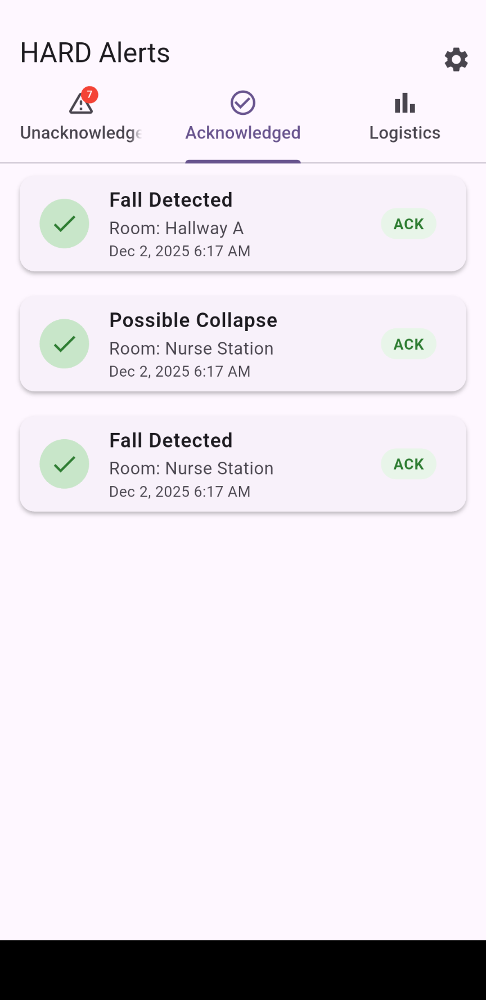 HARD Alerts
7
Unacknowledge
Acknowledged
Logistics
Fall Detected
Room: Hallway A
Dec 2, 2025 6:17 AM
ACK
Possible Collapse
Room: Nurse Station
Dec 2, 2025 6:17 AM
ACK
Fall Detected
Room: Nurse Station
Dec 2, 2025 6:17 AM
ACK